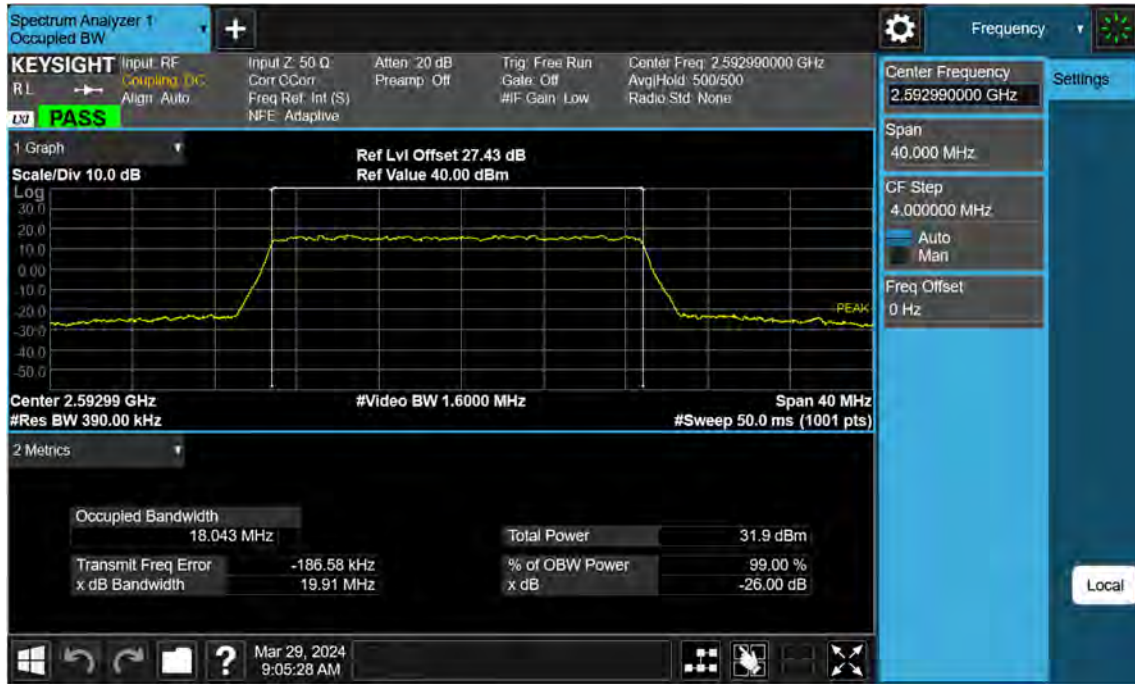 Spectrum Analyzer 1
Occupied BW
Frequency
KEYSIGHT
RL
Input: RF
Coupling: DC
Align: Auto
Input Z: 50 Ω
Corr CCorr
Freq Ref: Int (S)
NFE: Adaptive
Atten: 20 dB
Preamp: Off
Trig: Free Run
Gate: Off
#IF Gain: Low
Center Freq: 2.592990000 GHz
Avg|Hold: 500/500
Radio Std: None
LXI
PASS
1 Graph
Scale/Div 10.0 dB
Ref Lvl Offset 27.43 dB
Ref Value 40.00 dBm
Log
30.0
20.0
10.0
0.00
-10.0
-20.0
-30.0
-40.0
-50.0
PEAK
Center 2.59299 GHz
#Video BW 1.6000 MHz
Span 40 MHz
#Res BW 390.00 kHz
#Sweep 50.0 ms (1001 pts)
2 Metrics
Occupied Bandwidth
18.043 MHz
Total Power 31.9 dBm
Transmit Freq Error -186.58 kHz
% of OBW Power 99.00 %
x dB Bandwidth 19.91 MHz
x dB -26.00 dB
?
Mar 29, 2024
9:05:28 AM
Center Frequency
2.592990000 GHz
Settings
Span
40.000 MHz
CF Step
4.000000 MHz
Auto
Man
Freq Offset
0 Hz
Local